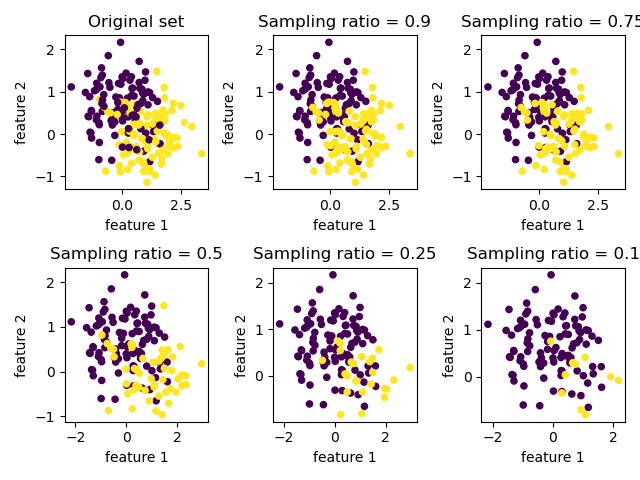 Original set
Sampling ratio = 0.9
Sampling ratio = 0.75
2
1
0
−1
feature 2
0.0
2.5
feature 1
2
1
0
−1
feature 2
0.0
2.5
feature 1
2
1
0
−1
feature 2
0.0
2.5
feature 1
Sampling ratio = 0.5
Sampling ratio = 0.25
Sampling ratio = 0.1
2
1
0
−1
feature 2
−2
0
2
feature 1
2
1
0
feature 2
−2
0
2
feature 1
2
1
0
feature 2
−2
0
2
feature 1